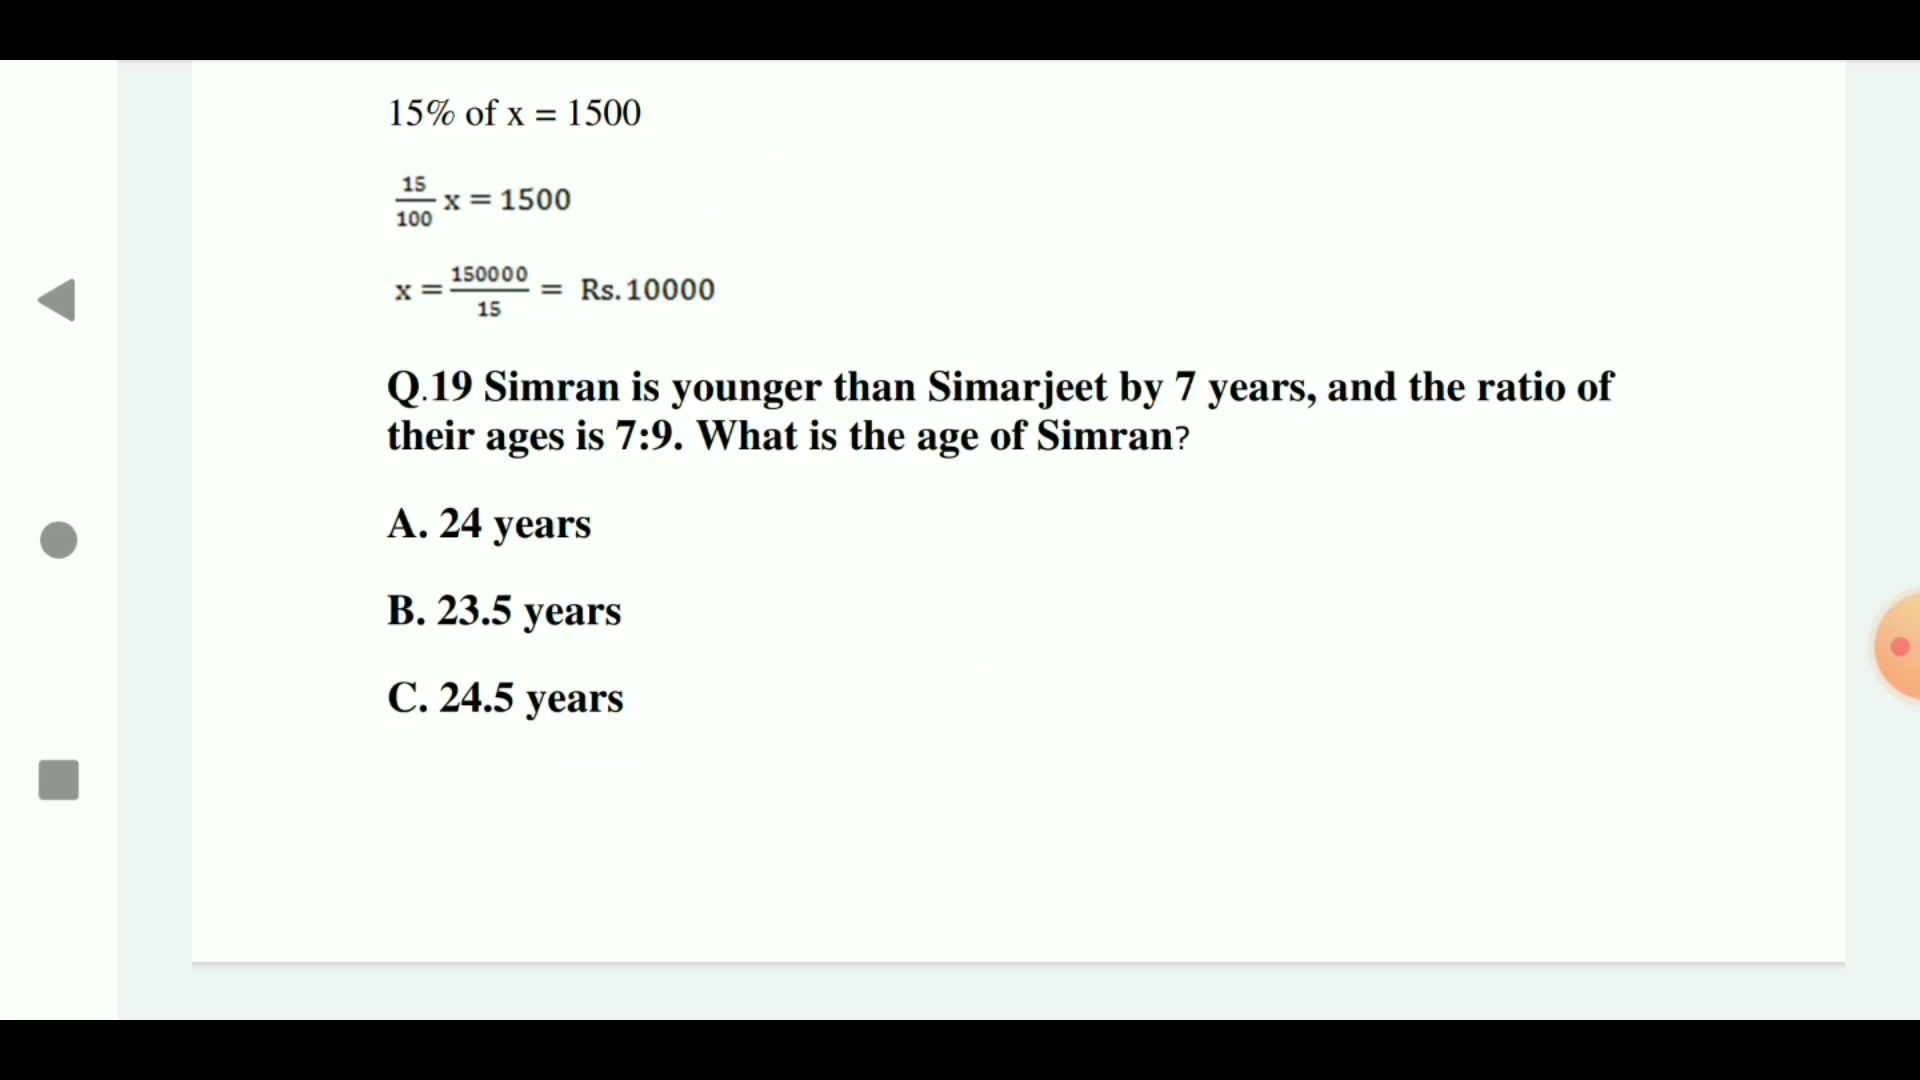 15% of x = 1500
15/100 x = 1500
x = 150000/15 = Rs.10000
Q.19 Simran is younger than Simarjeet by 7 years, and the ratio of
their ages is 7:9. What is the age of Simran?
A. 24 years
B. 23.5 years
C. 24.5 years